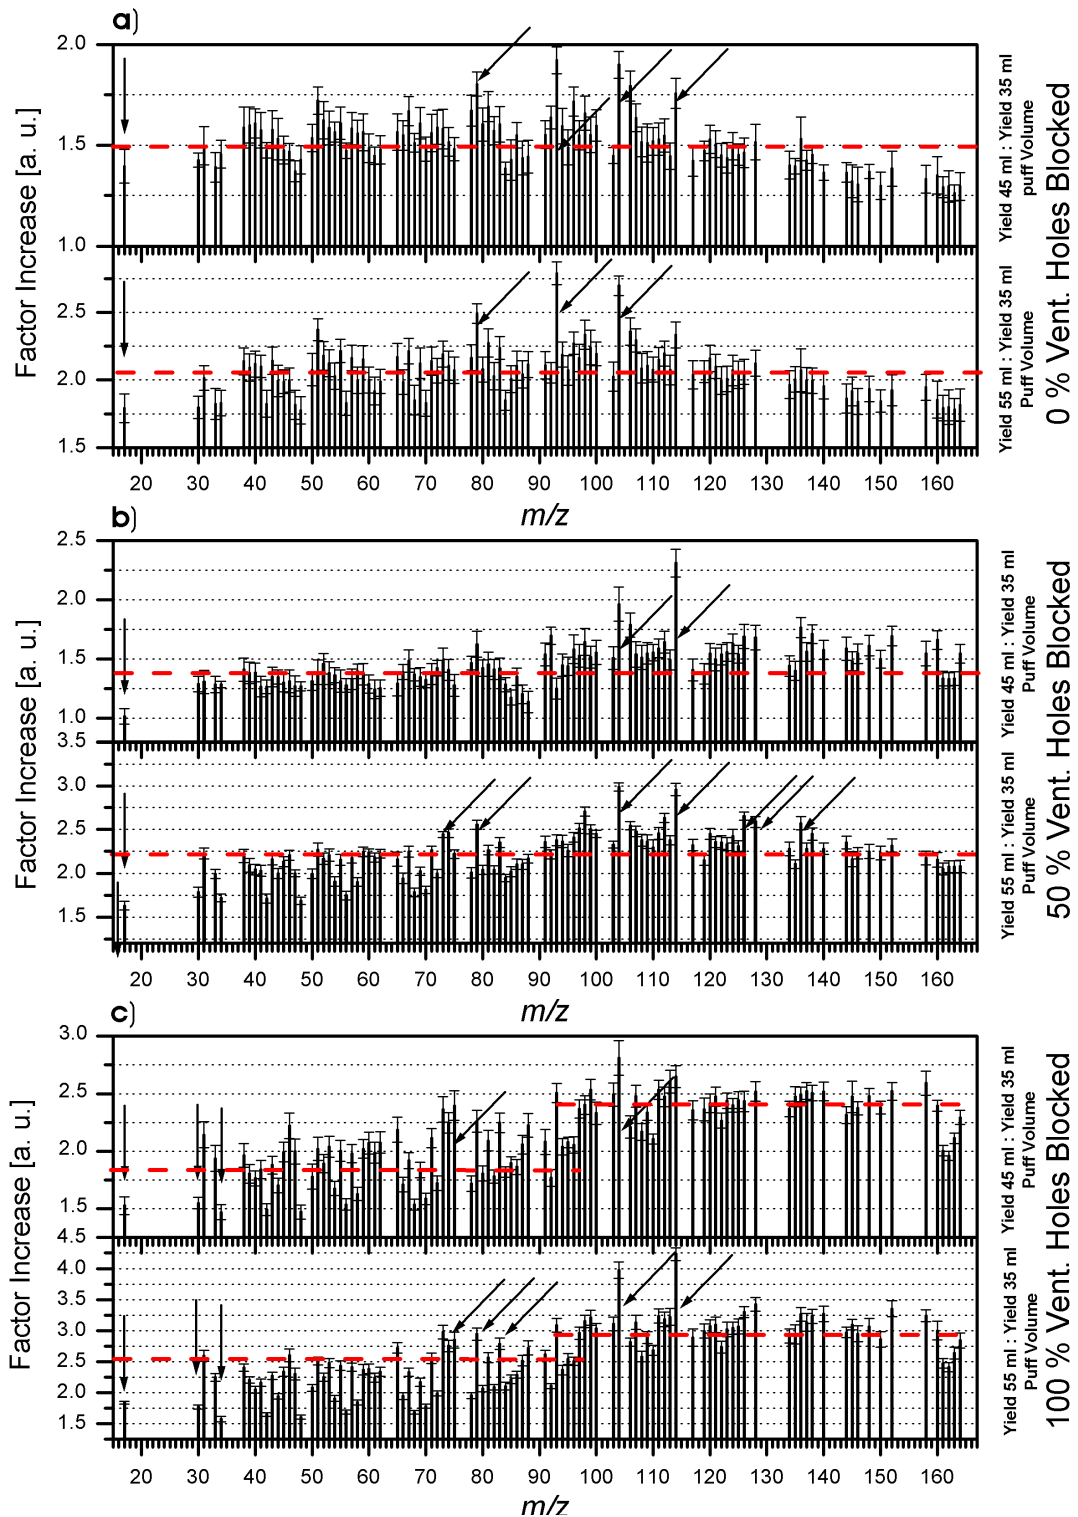 a)
2.0
1.5
1.0
2.5
2.0
1.5
Factor Increase [a. u.]
Yield 45 ml : Yield 35 ml
puff Volume
Yield 55 ml : Yield 35 ml
Puff Volume
0 % Vent. Holes Blocked
20 30 40 50 60 70 80 90 100 110 120 130 140 150 160
m/z
b)
2.5
2.0
1.5
1.0
3.5
3.0
2.5
2.0
1.5
Factor Increase [a. u.]
Yield 45 ml : Yield 35 ml
Puff Volume
Yield 55 ml : Yield 35 ml
Puff Volume
50 % Vent. Holes Blocked
20 30 40 50 60 70 80 90 100 110 120 130 140 150 160
m/z
c)
3.0
2.5
2.0
1.5
4.5
4.0
3.5
3.0
2.5
2.0
1.5
Factor Increase [a. u.]
Yield 45 ml : Yield 35 ml
Puff Volume
Yield 55 ml : Yield 35 ml
Puff Volume
100 % Vent. Holes Blocked
20 30 40 50 60 70 80 90 100 110 120 130 140 150 160
m/z